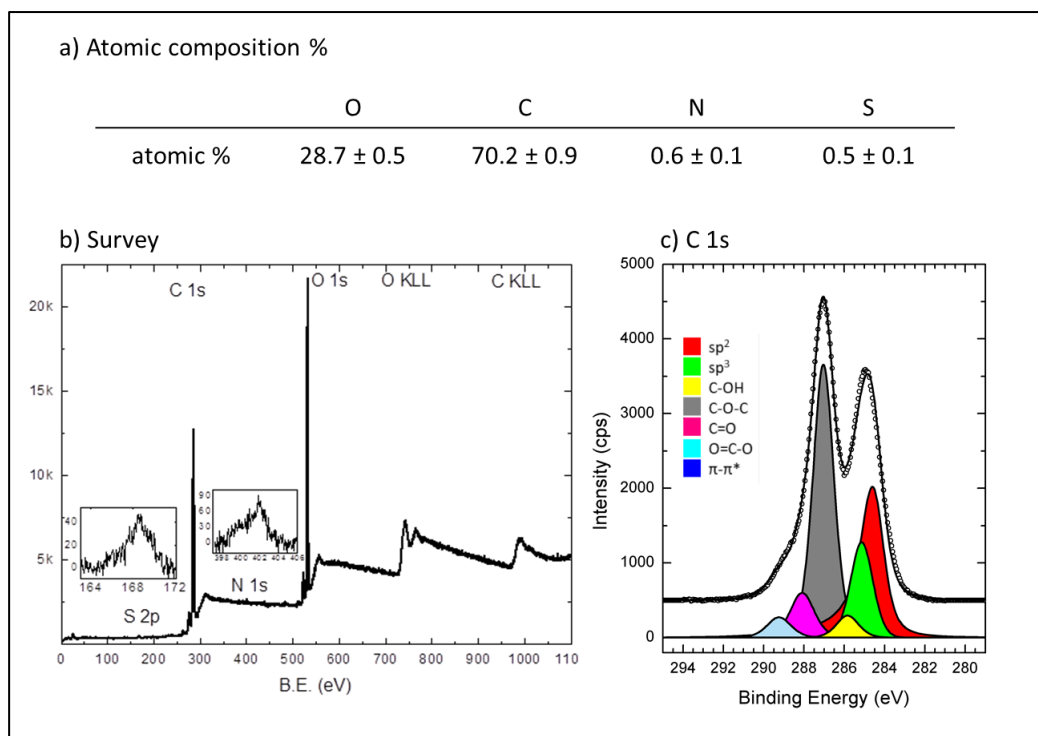 a) Atomic composition %
O C N S
atomic % 28.7 ± 0.5 70.2 ± 0.9 0.6 ± 0.1 0.5 ± 0.1
b) Survey
C 1s
O 1s
O KLL
C KLL
20k
15k
10k
5k
40
20
0
164 168 172
S 2p
90
60
30
0
398 400 402 404 406
N 1s
0 100 200 300 400 500 600 700 800 900 1000 110
B.E. (eV)
c) C 1s
5000
4000
3000
2000
1000
0
Intensity (cps)
sp²
sp³
C-OH
C-O-C
C=O
O=C-O
π-π*
294 292 290 288 286 284 282 280
Binding Energy (eV)